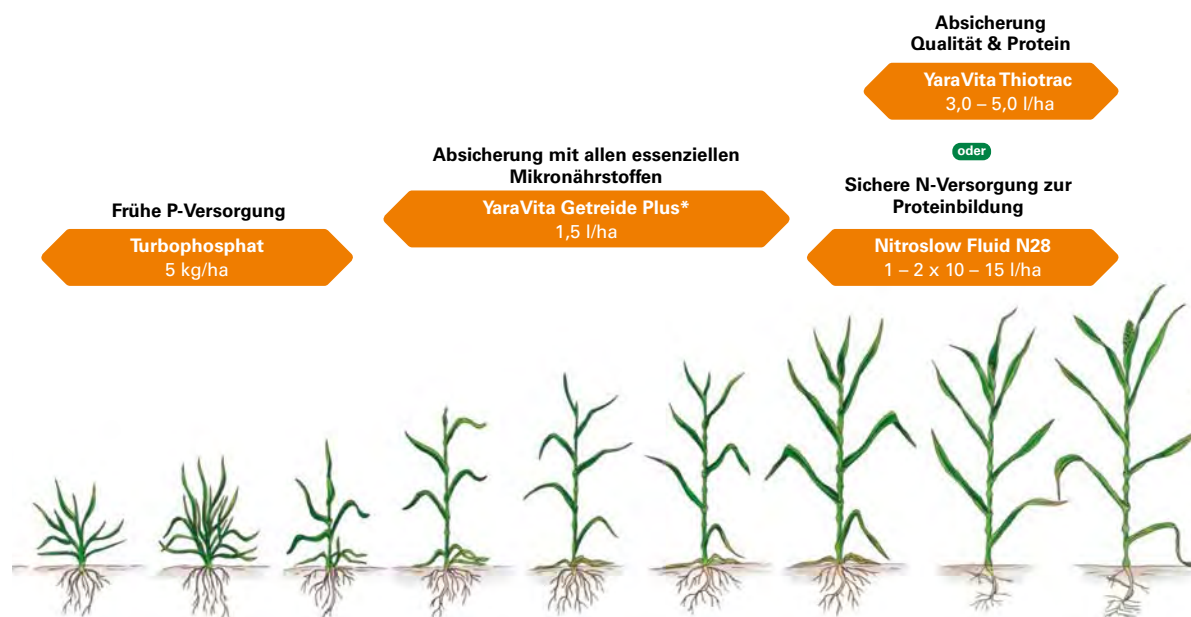 Frühe P-Versorgung
Turbophosphat
5 kg/ha
Absicherung mit allen essenziellen
Mikronährstoffen
YaraVita Getreide Plus*
1,5 l/ha
Absicherung
Qualität & Protein
YaraVita Thiotrac
3,0 – 5,0 l/ha
oder
Sichere N-Versorgung zur
Proteinbildung
Nitroslow Fluid N28
1 – 2 x 10 – 15 l/ha